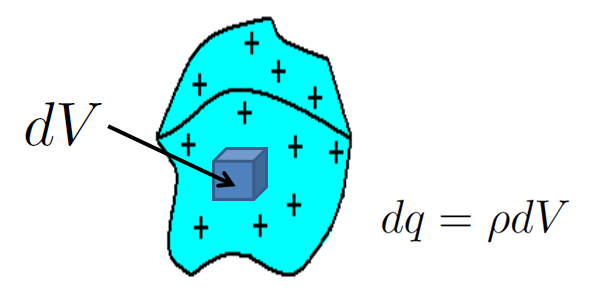 dV
dq = ρdV